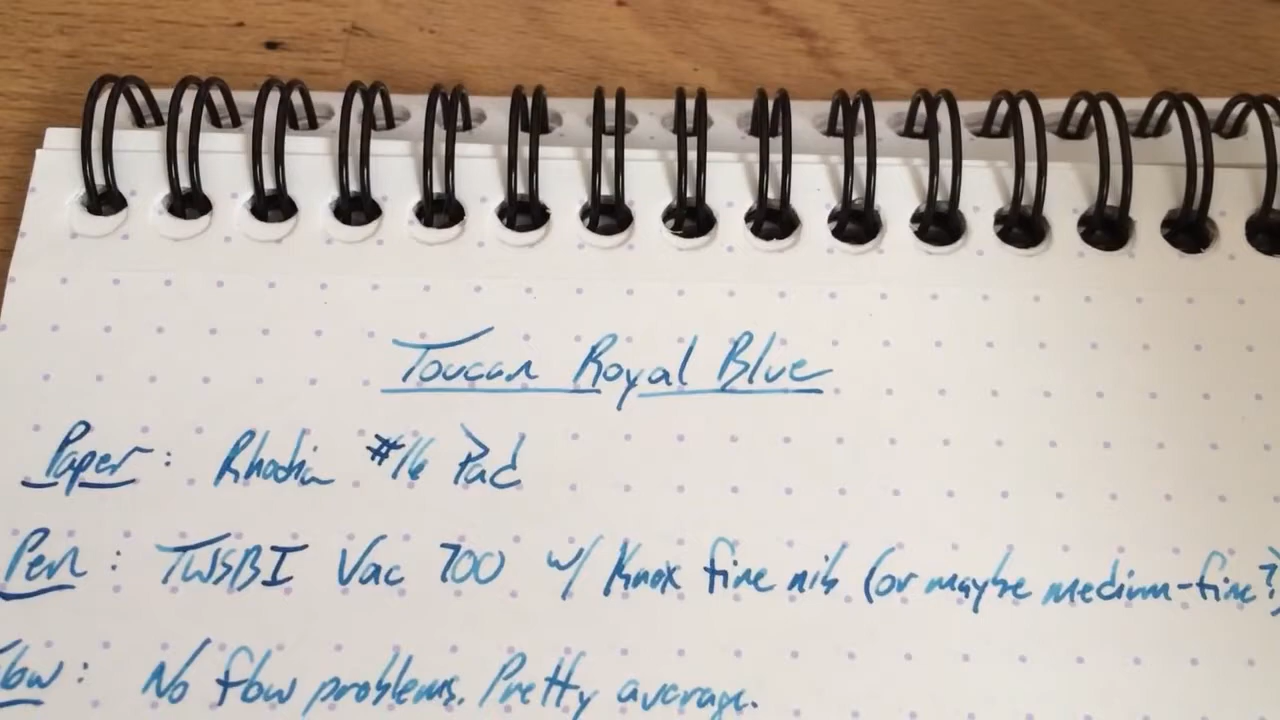 Toucan Royal Blue
Paper: Rhodia #16 Pad
Pen: TWSBI Vac 700 w/ Knox fine nib (or maybe medium-fine?)
Flow: No flow problems. Pretty average.